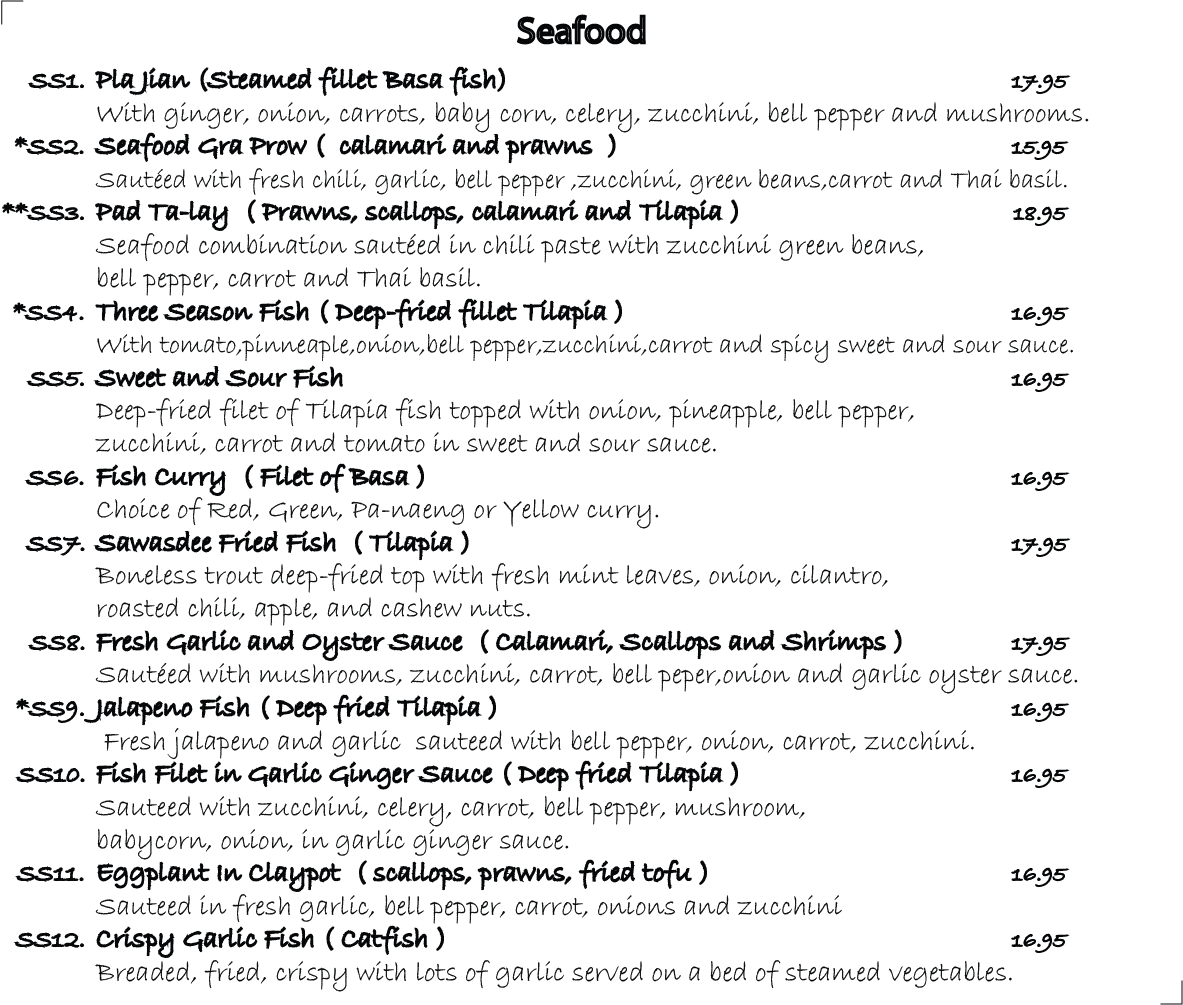 Seafood
SS1. Pla Jian (Steamed fillet Basa fish) 17.95
With ginger, onion, carrots, baby corn, celery, zucchini, bell pepper and mushrooms.
*SS2. Seafood Gra Prow ( calamari and prawns ) 15.95
Sautéed with fresh chili, garlic, bell pepper ,zucchini, green beans,carrot and Thai basil.
**SS3. Pad Ta-lay ( Prawns, scallops, calamari and Tilapia ) 18.95
Seafood combination sautéed in chili paste with zucchini green beans,
bell pepper, carrot and Thai basil.
*SS4. Three Season Fish ( Deep-fried fillet Tilapia ) 16.95
With tomato,pinneaple,onion,bell pepper,zucchini,carrot and spicy sweet and sour sauce.
SS5. Sweet and Sour Fish 16.95
Deep-fried filet of Tilapia fish topped with onion, pineapple, bell pepper,
zucchini, carrot and tomato in sweet and sour sauce.
SS6. Fish Curry ( Filet of Basa ) 16.95
Choice of Red, Green, Pa-naeng or Yellow curry.
SS7. Sawasdee Fried Fish ( Tilapia ) 17.95
Boneless trout deep-fried top with fresh mint leaves, onion, cilantro,
roasted chili, apple, and cashew nuts.
SS8. Fresh Garlic and Oyster Sauce ( Calamari, Scallops and Shrimps ) 17.95
Sautéed with mushrooms, zucchini, carrot, bell peper,onion and garlic oyster sauce.
*SS9. Jalapeno Fish ( Deep fried Tilapia ) 16.95
Fresh jalapeno and garlic sauteed with bell pepper, onion, carrot, zucchini.
SS10. Fish Filet in Garlic Ginger Sauce ( Deep fried Tilapia ) 16.95
Sauteed with zucchini, celery, carrot, bell pepper, mushroom,
babycorn, onion, in garlic ginger sauce.
SS11. Eggplant In Claypot ( scallops, prawns, fried tofu ) 16.95
Sauteed in fresh garlic, bell pepper, carrot, onions and zucchini
SS12. Crispy Garlic Fish ( Catfish ) 16.95
Breaded, fried, crispy with lots of garlic served on a bed of steamed vegetables.